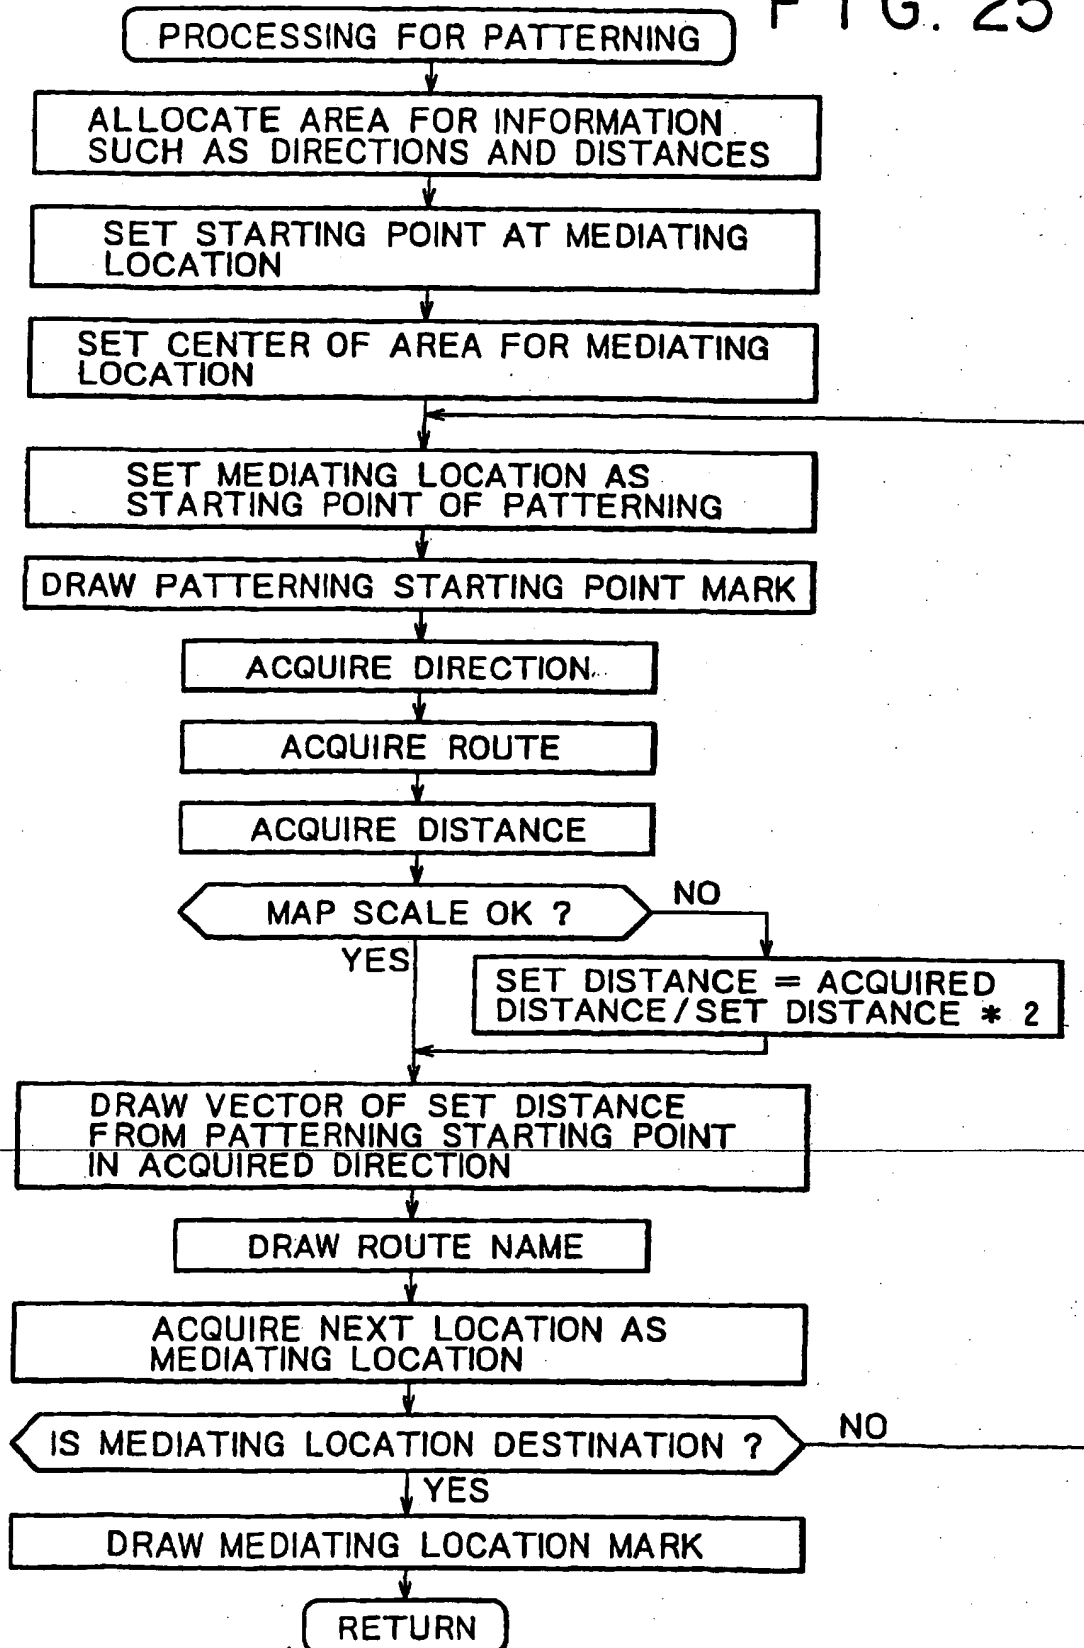 FIG. 25
PROCESSING FOR PATTERNING
ALLOCATE AREA FOR INFORMATION
SUCH AS DIRECTIONS AND DISTANCES
SET STARTING POINT AT MEDIATING
LOCATION
SET CENTER OF AREA FOR MEDIATING
LOCATION
SET MEDIATING LOCATION AS
STARTING POINT OF PATTERNING
DRAW PATTERNING STARTING POINT MARK
ACQUIRE DIRECTION
ACQUIRE ROUTE
ACQUIRE DISTANCE
MAP SCALE OK ?
NO
YES
SET DISTANCE = ACQUIRED
DISTANCE/SET DISTANCE * 2
DRAW VECTOR OF SET DISTANCE
FROM PATTERNING STARTING POINT
IN ACQUIRED DIRECTION
DRAW ROUTE NAME
ACQUIRE NEXT LOCATION AS
MEDIATING LOCATION
IS MEDIATING LOCATION DESTINATION ?
NO
YES
DRAW MEDIATING LOCATION MARK
RETURN